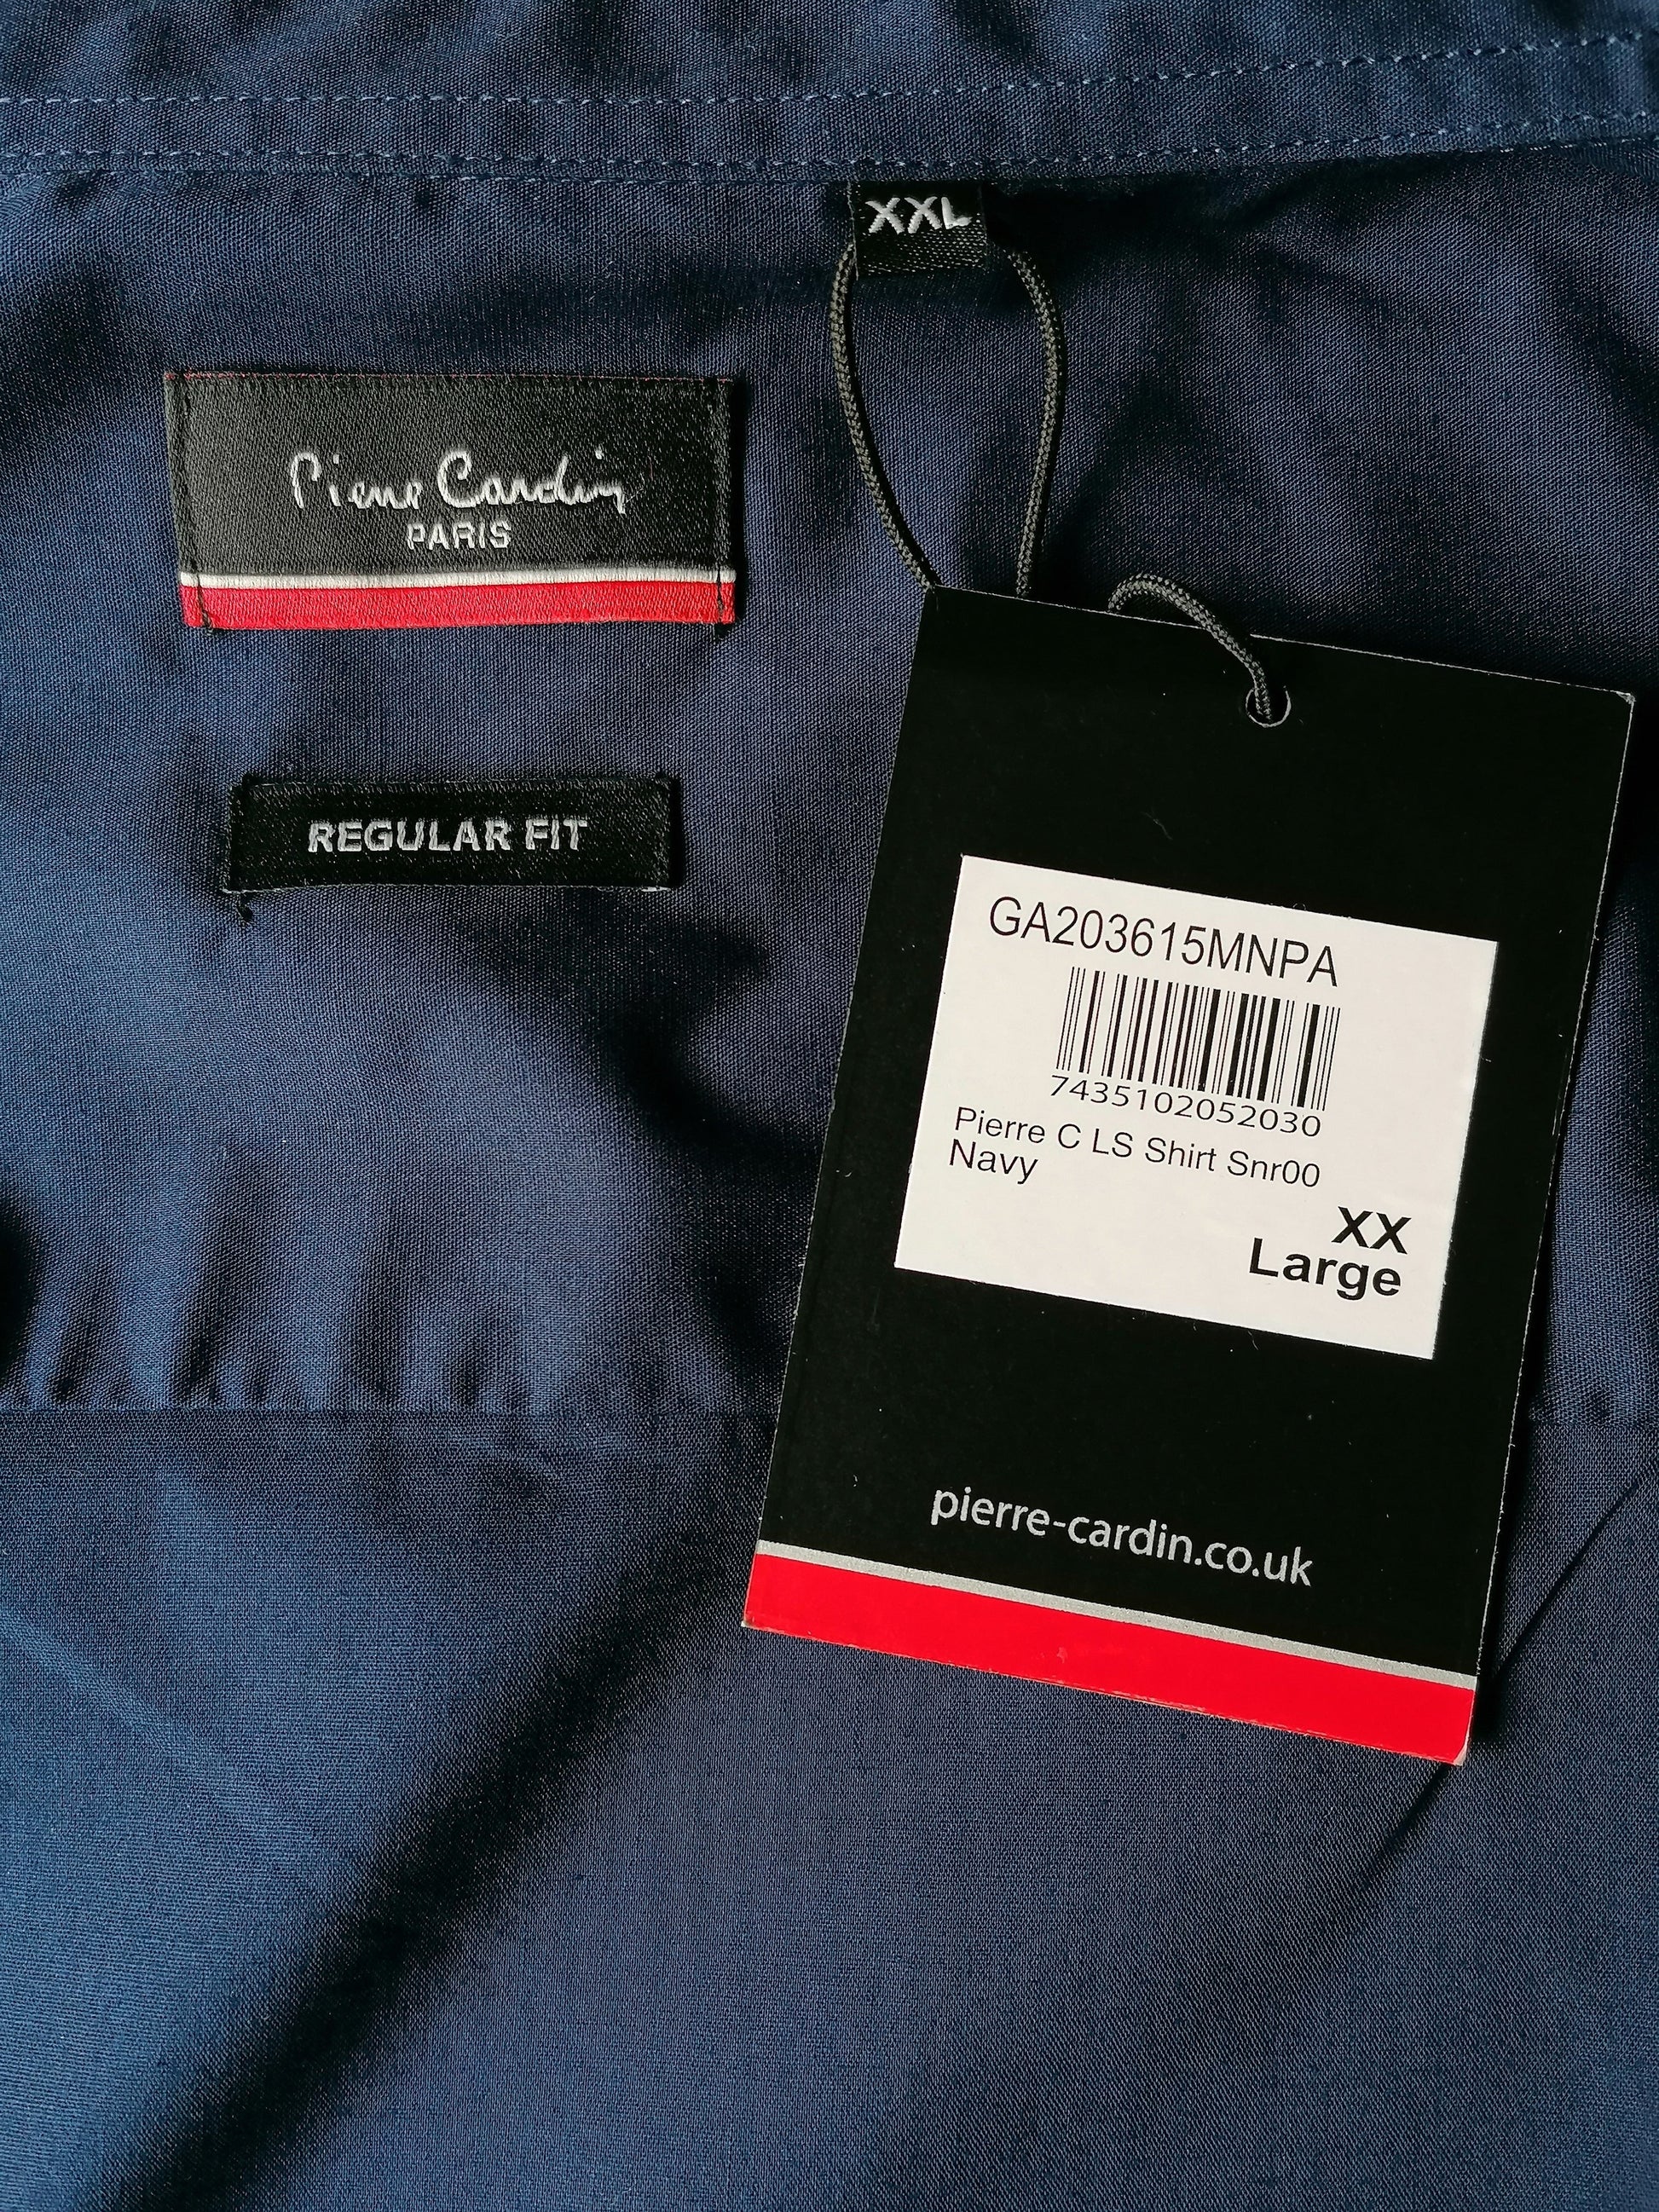 XXL
Pierre Cardin
PARIS
REGULAR FIT
GA203615MNPA
7435102052030
Pierre C LS Shirt Snr00
Navy
XX
Large
pierre-cardin.co.uk